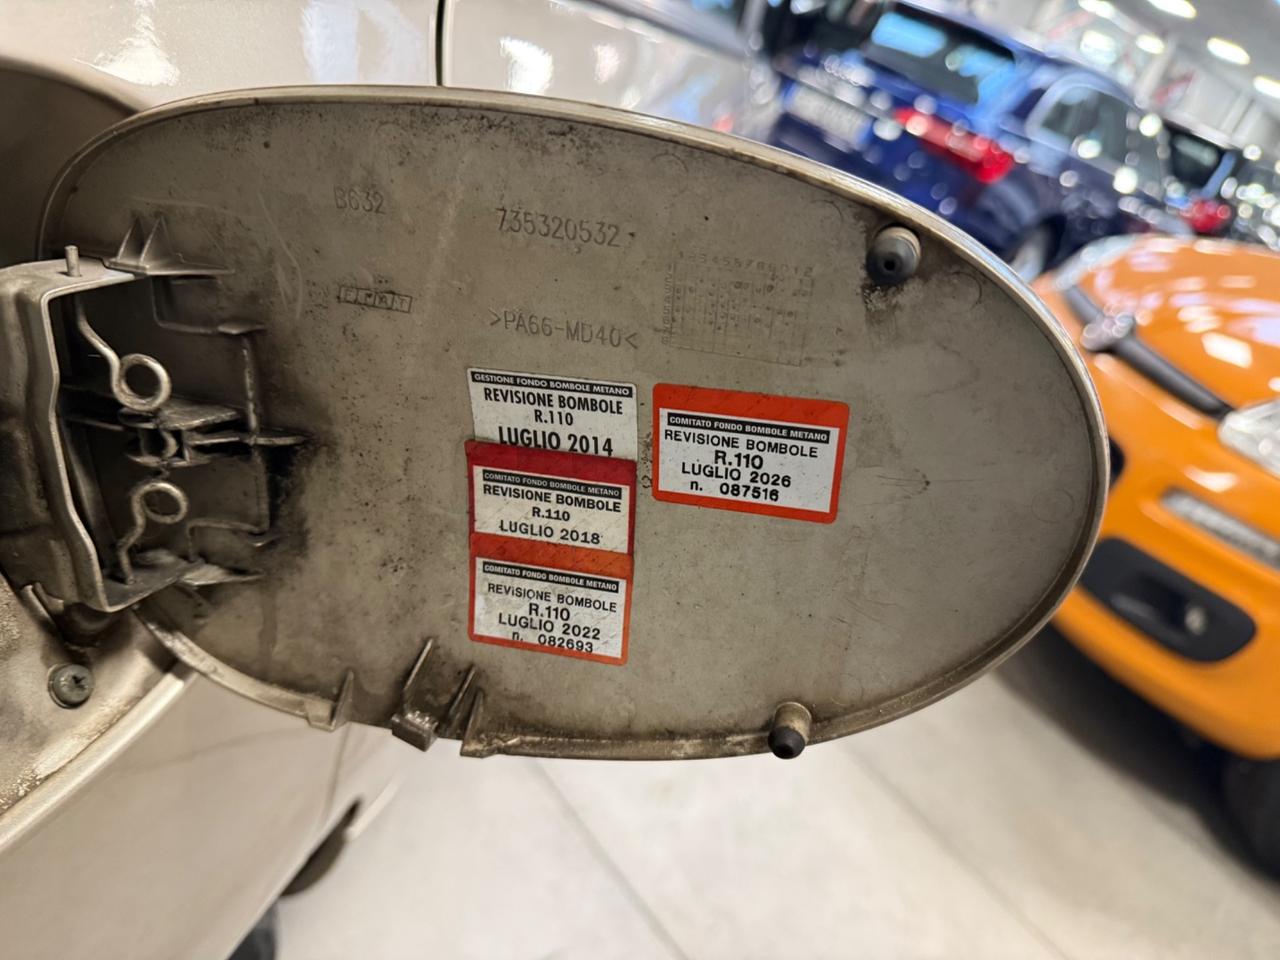 B632
735320532
FIAT
>PA66-MD40<
GESTIONE FONDO BOMBOLE METANO
REVISIONE BOMBOLE
R.110
LUGLIO 2014
COMITATO FONDO BOMBOLE METANO
REVISIONE BOMBOLE
R.110
LUGLIO 2018
COMITATO FONDO BOMBOLE METANO
REVISIONE BOMBOLE
R.110
LUGLIO 2022
n. 082693
COMITATO FONDO BOMBOLE METANO
REVISIONE BOMBOLE
R.110
LUGLIO 2026
n. 087516